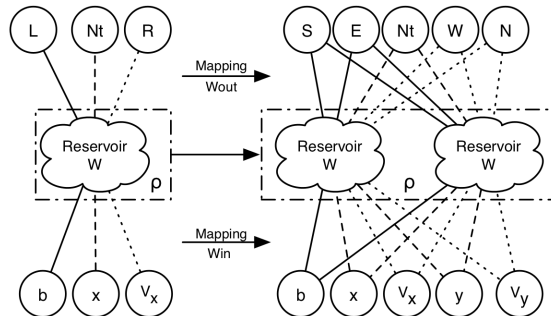 L Nt R
S E Nt W N
Mapping
Wout
Reservoir
W
ρ
Reservoir
W
ρ
Reservoir
W
Mapping
Win
b x Vx
b x Vx y Vy